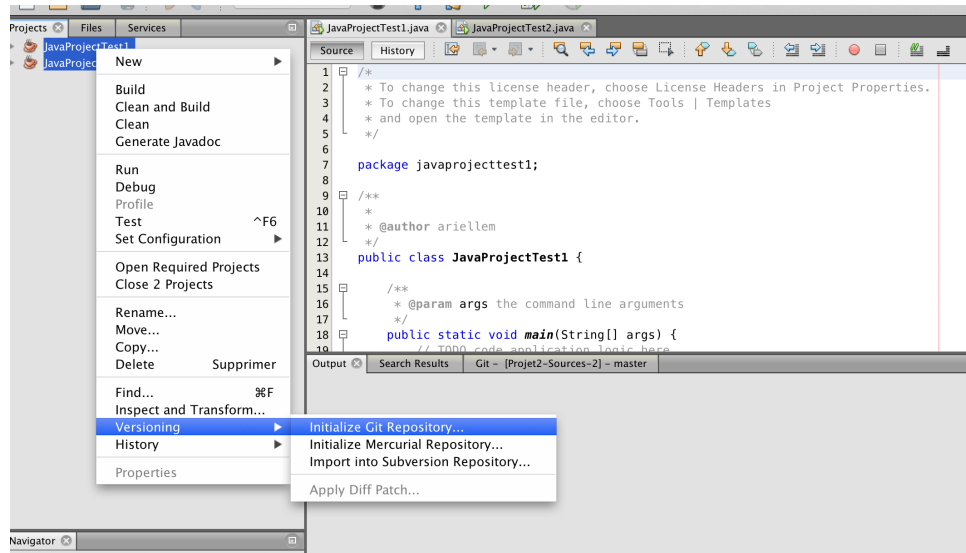 Projects Files Services
JavaProjectTest1.java JavaProjectTest2.java
JavaProjectTest1
JavaProjec
Source History
New
Build
Clean and Build
Clean
Generate Javadoc
Run
Debug
Profile
Test ^F6
Set Configuration
Open Required Projects
Close 2 Projects
Rename...
Move...
Copy...
Delete Supprimer
Find... ⌘F
Inspect and Transform...
Versioning
History
Properties
Initialize Git Repository...
Initialize Mercurial Repository...
Import into Subversion Repository...
Apply Diff Patch...
1 /*
2 * To change this license header, choose License Headers in Project Properties.
3 * To change this template file, choose Tools | Templates
4 * and open the template in the editor.
5 */
6
7 package javaprojecttest1;
8
9 /**
10 *
11 * @author ariellem
12 */
13 public class JavaProjectTest1 {
14
15 /**
16 * @param args the command line arguments
17 */
18 public static void main(String[] args) {
19 // TODO code application logic here
Output Search Results Git - [Projet2-Sources-2] - master
Navigator